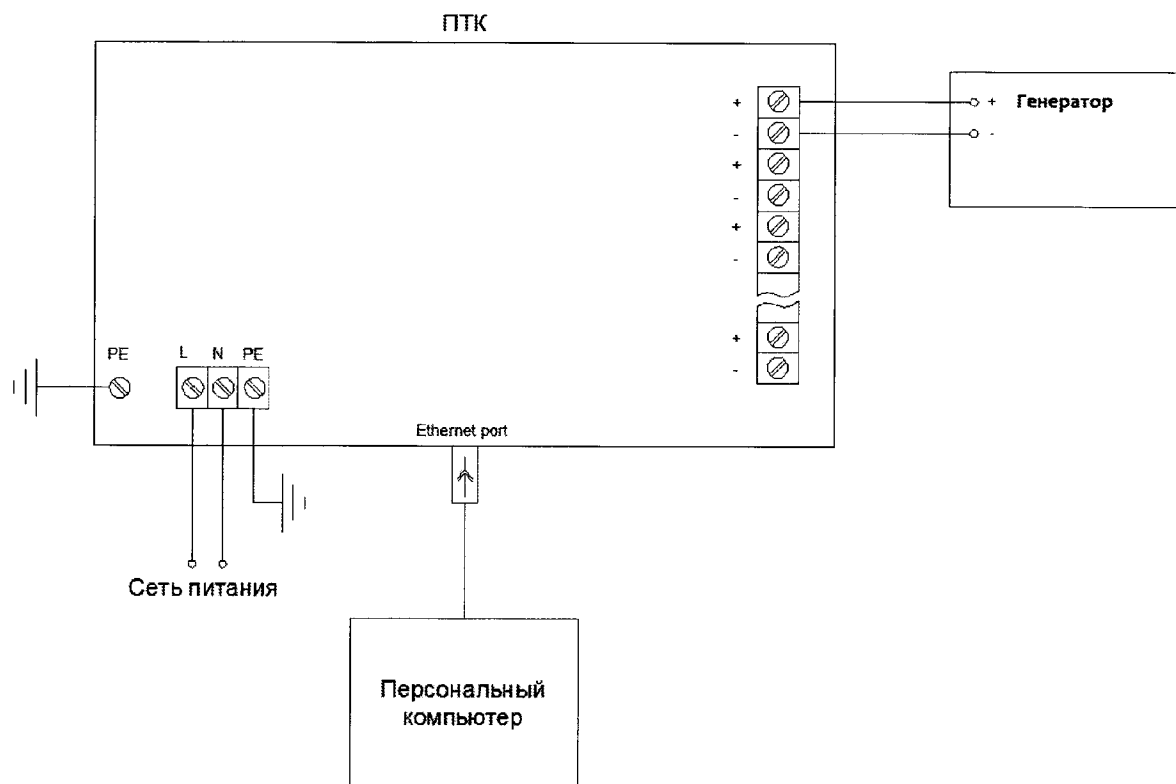 ПТК
+
-
+
-
+
-
+
-
+ Генератор
-
PE
L N PE
Ethernet port
Сеть питания
Персональный
компьютер